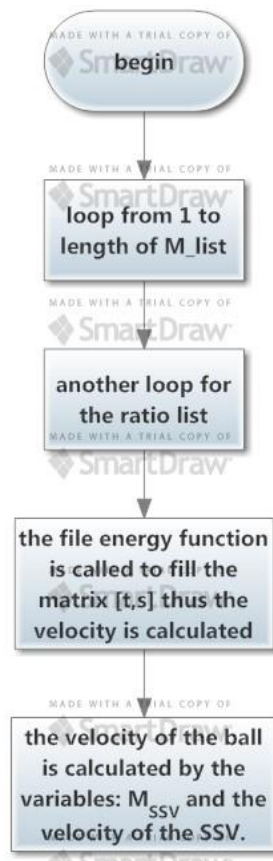 MADE WITH A TRIAL COPY OF
SmartDraw
begin
MADE WITH A TRIAL COPY OF
SmartDraw
loop from 1 to
length of M_list
MADE WITH A TRIAL COPY OF
SmartDraw
another loop for
the ratio list
MADE WITH A TRIAL COPY OF
SmartDraw
the file energy function
is called to fill the
matrix [t,s] thus the
velocity is calculated
MADE WITH A TRIAL COPY OF
the velocity of the ball
is calculated by the
variables: M_SSV and the
velocity of the SSV.